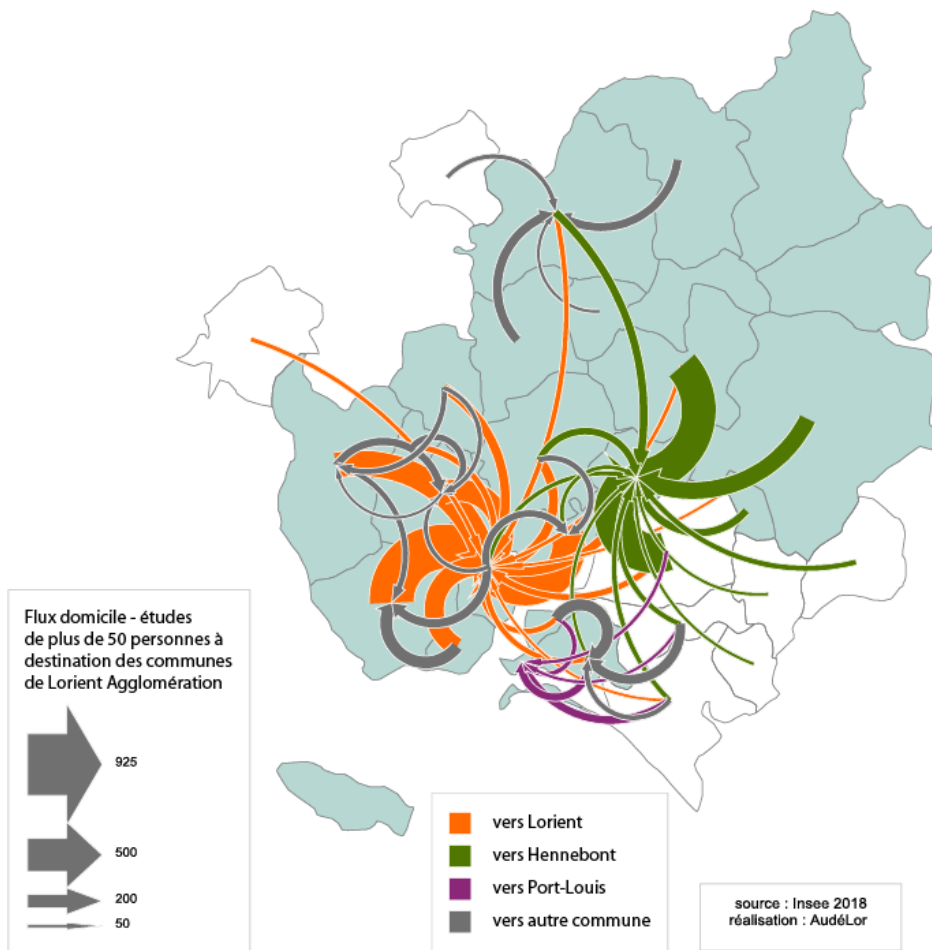 Flux domicile - études
de plus de 50 personnes à
destination des communes
de Lorient Agglomération
925
500
200
50
vers Lorient
vers Hennebont
vers Port-Louis
vers autre commune
source : Insee 2018
réalisation : AudéLor